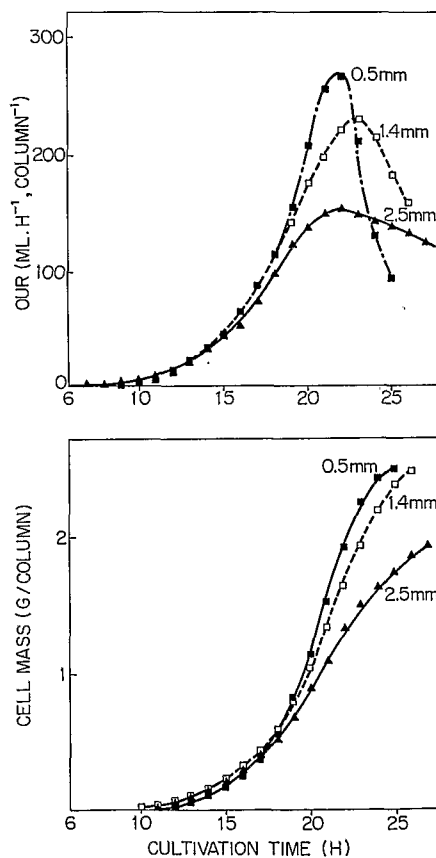 300
200
100
0
OUR (ML.H⁻¹, COLUMN⁻¹)
0.5mm
1.4mm
2.5mm
6 10 15 20 25
2
1
CELL MASS (G/COLUMN)
0.5mm
1.4mm
2.5mm
6 10 15 20 25
CULTIVATION TIME (H)